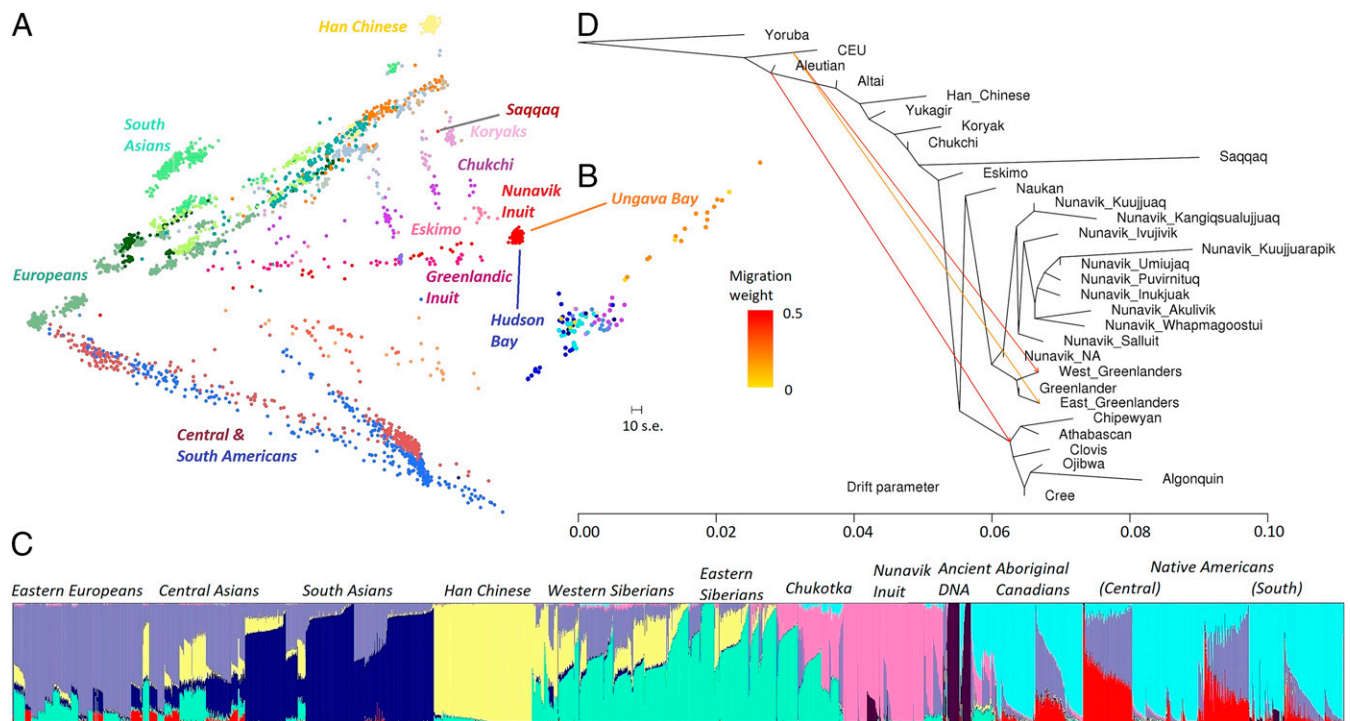 A
Han Chinese
South
Asians
Saqqaq
Koryaks
Chukchi
Nunavik
Inuit
Eskimo
Greenlandic
Inuit
Europeans
Central &
South Americans
B
Ungava Bay
Hudson
Bay
Migration
weight
0.5
0
10 s.e.
D
Yoruba
CEU
Aleutian
Altai
Han_Chinese
Yukagir
Koryak
Chukchi
Saqqaq
Eskimo
Naukan
Nunavik_Kuujjuaq
Nunavik_Kangiqsualujjuaq
Nunavik_Ivujivik
Nunavik_Kuujjuarapik
Nunavik_Umiujaq
Nunavik_Puvirnituq
Nunavik_Inukjuak
Nunavik_Akulivik
Nunavik_Whapmagoostui
Nunavik_Salluit
Nunavik_NA
West_Greenlanders
Greenlander
East_Greenlanders
Chipewyan
Athabascan
Clovis
Ojibwa
Algonquin
Cree
Drift parameter
0.00 0.02 0.04 0.06 0.08 0.10
C
Eastern Europeans
Central Asians
South Asians
Han Chinese
Western Siberians
Eastern
Siberians
Chukotka
Nunavik
Inuit
Ancient
DNA
Aboriginal
Canadians
Native Americans
(Central)
(South)